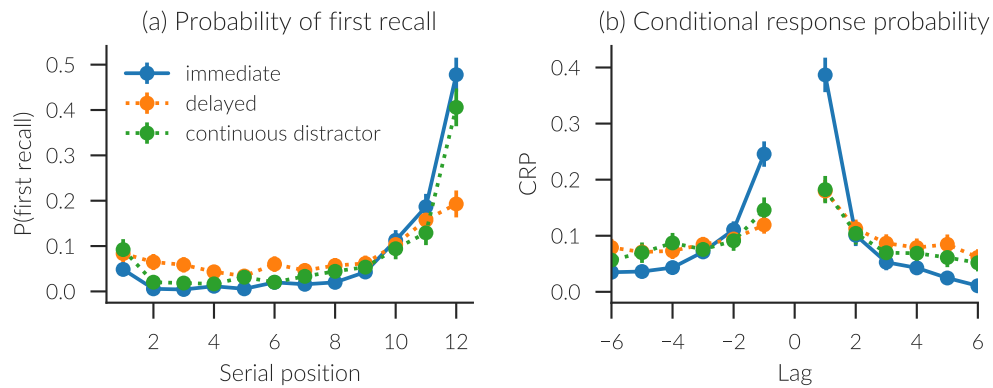 (a) Probability of first recall
P(first recall)
0.5
0.4
0.3
0.2
0.1
0.0
immediate
delayed
continuous distractor
2 4 6 8 10 12
Serial position
(b) Conditional response probability
CRP
0.4
0.3
0.2
0.1
0.0
−6 −4 −2 0 2 4 6
Lag